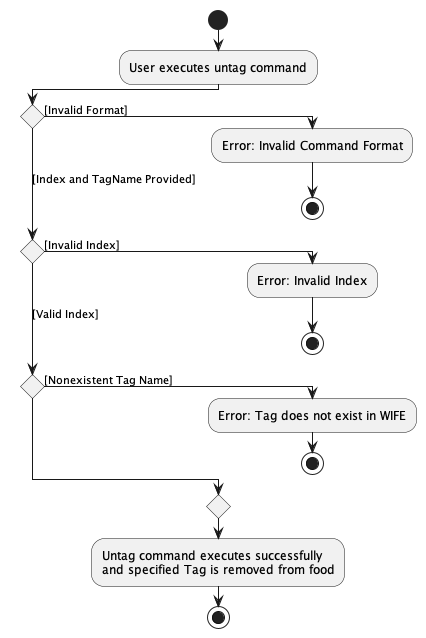 User executes untag command
[Invalid Format]
Error: Invalid Command Format
[Index and TagName Provided]
[Invalid Index]
Error: Invalid Index
[Valid Index]
[Nonexistent Tag Name]
Error: Tag does not exist in WIFE
Untag command executes successfully
and specified Tag is removed from food